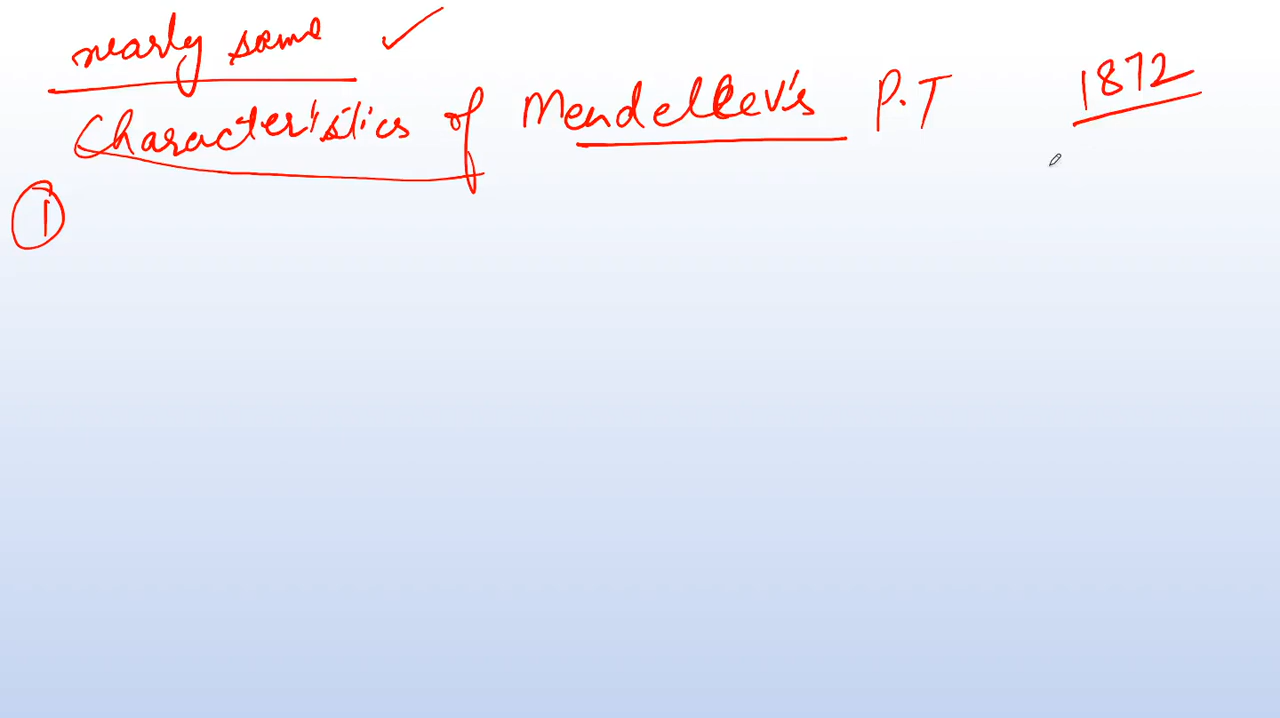 nearly same ✓
Characteristics of Mendeleev's P.T 1872
①